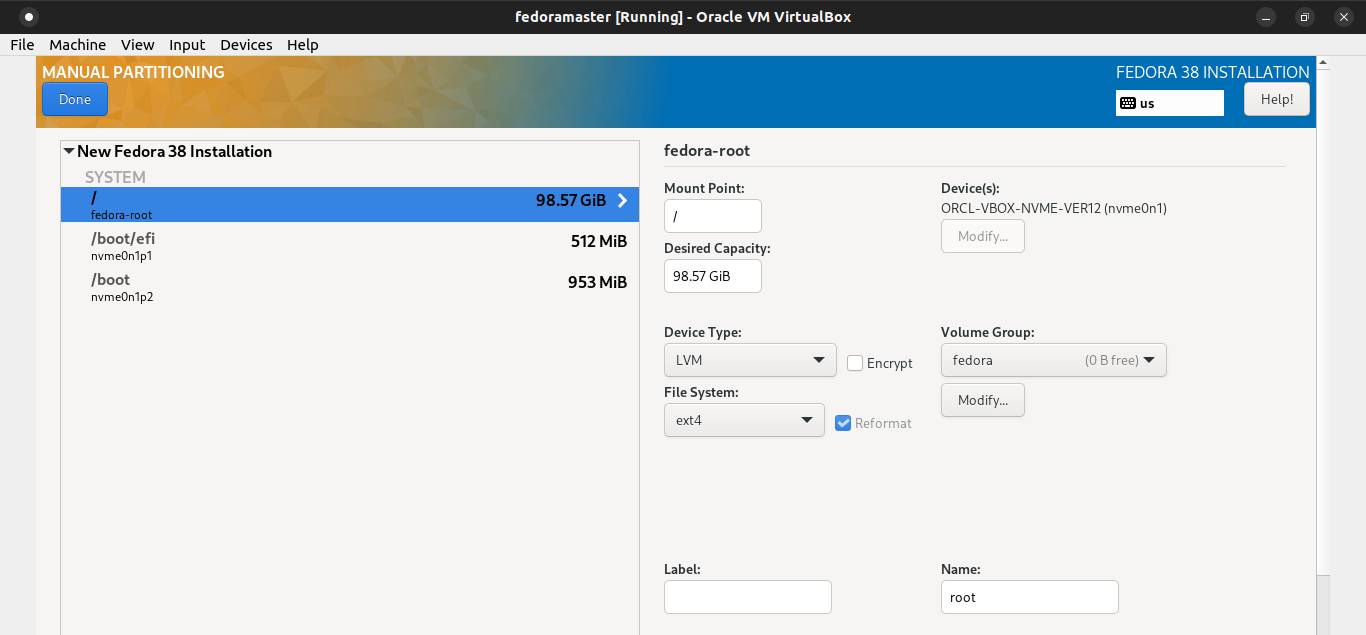 fedoramaster [Running] - Oracle VM VirtualBox
File Machine View Input Devices Help
MANUAL PARTITIONING
FEDORA 38 INSTALLATION
Done
us
Help!
New Fedora 38 Installation
SYSTEM
/
98.57 GiB
fedora-root
/boot/efi
512 MiB
nvme0n1p1
/boot
953 MiB
nvme0n1p2
fedora-root
Mount Point:
/
Desired Capacity:
98.57 GiB
Device(s):
ORCL-VBOX-NVME-VER12 (nvme0n1)
Modify...
Device Type:
LVM
Encrypt
Volume Group:
fedora (0 B free)
File System:
ext4
Reformat
Modify...
Label:
Name:
root